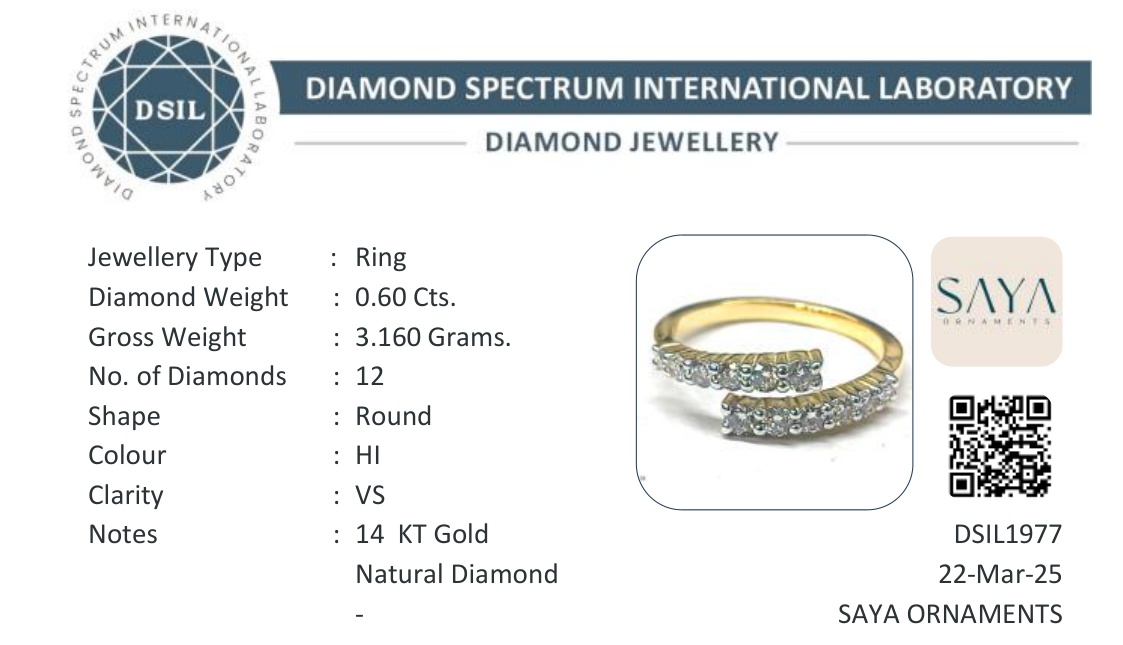 DIAMOND SPECTRUM INTERNATIONAL LABORATORY
DSIL
DIAMOND SPECTRUM INTERNATIONAL LABORATORY
DIAMOND JEWELLERY
Jewellery Type : Ring
Diamond Weight : 0.60 Cts.
Gross Weight : 3.160 Grams.
No. of Diamonds : 12
Shape : Round
Colour : HI
Clarity : VS
Notes : 14 KT Gold
Natural Diamond
-
SAYA
ORNAMENTS
DSIL1977
22-Mar-25
SAYA ORNAMENTS